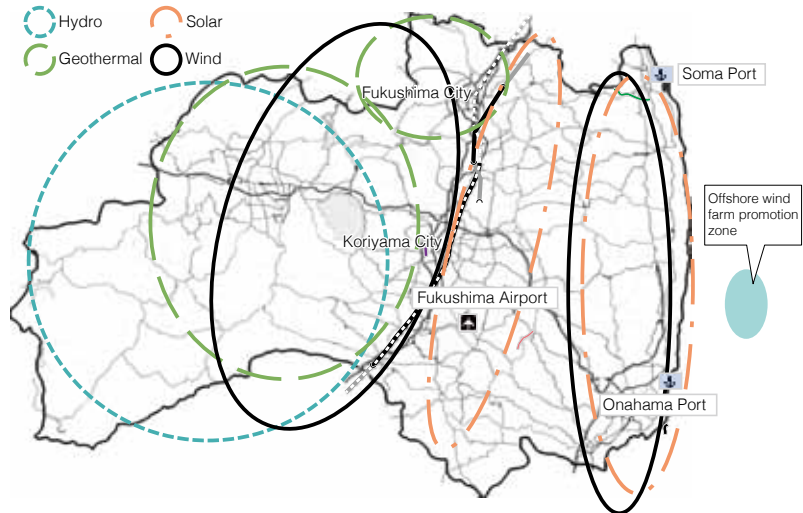 Hydro
Solar
Geothermal
Wind
Fukushima City
Soma Port
Offshore wind
farm promotion
zone
Koriyama City
Fukushima Airport
Onahama Port